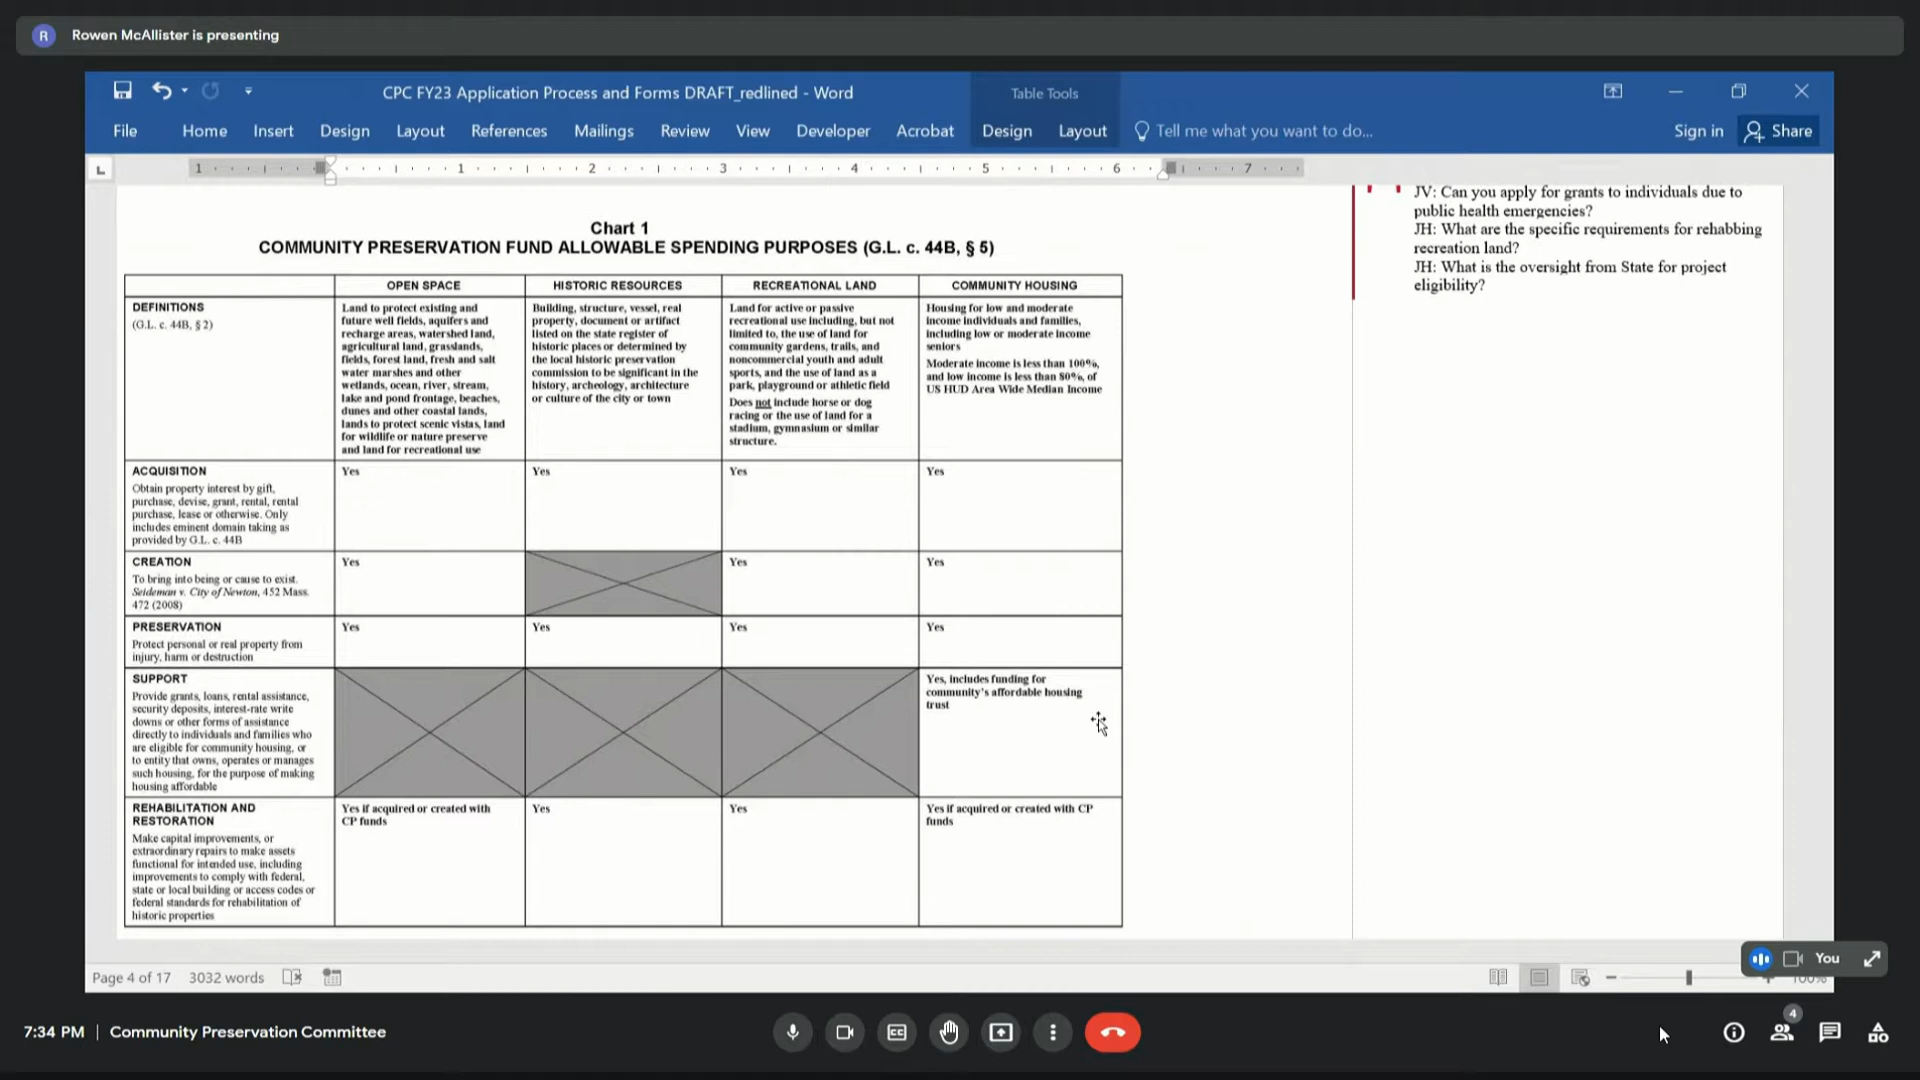 R Rowen McAllister is presenting
CPC FY23 Application Process and Forms DRAFT_redlined - Word
Table Tools
File Home Insert Design Layout References Mailings Review View Developer Acrobat Design Layout Tell me what you want to do... Sign in Share
L 1 1 2 3 4 5 6 7
JV: Can you apply for grants to individuals due to
public health emergencies?
JH: What are the specific requirements for rehabbing
recreation land?
JH: What is the oversight from State for project
eligibility?
Chart 1
COMMUNITY PRESERVATION FUND ALLOWABLE SPENDING PURPOSES (G.L. c. 44B, § 5)
OPEN SPACE HISTORIC RESOURCES RECREATIONAL LAND COMMUNITY HOUSING
DEFINITIONS
(G.L. c. 44B, § 2)
Land to protect existing and
future well fields, aquifers and
recharge areas, watershed land,
agricultural land, grasslands,
fields, forest land, fresh and salt
water marshes and other
wetlands, ocean, river, stream,
lake and pond frontage, beaches,
dunes and other coastal lands,
lands to protect scenic vistas, land
for wildlife or nature preserve
and land for recreational use
Building, structure, vessel, real
property, document or artifact
listed on the state register of
historic places or determined by
the local historic preservation
commission to be significant in the
history, archeology, architecture
or culture of the city or town
Land for active or passive
recreational use including, but not
limited to, the use of land for
community gardens, trails, and
noncommercial youth and adult
sports, and the use of land as a
park, playground or athletic field
Does not include horse or dog
racing or the use of land for a
stadium, gymnasium or similar
structure.
Housing for low and moderate
income individuals and families,
including low or moderate income
seniors
Moderate income is less than 100%,
and low income is less than 80%, of
US HUD Area Wide Median Income
ACQUISITION
Obtain property interest by gift,
purchase, devise, grant, rental, rental
purchase, lease or otherwise. Only
includes eminent domain taking as
provided by G.L. c. 44B
Yes Yes Yes Yes
CREATION
To bring into being or cause to exist.
Seideman v. City of Newton, 452 Mass.
472 (2008)
Yes Yes Yes
PRESERVATION
Protect personal or real property from
injury, harm or destruction
Yes Yes Yes Yes
SUPPORT
Provide grants, loans, rental assistance,
security deposits, interest-rate write
downs or other forms of assistance
directly to individuals and families who
are eligible for community housing, or
to entity that owns, operates or manages
such housing, for the purpose of making
housing affordable
Yes, includes funding for
community's affordable housing
trust
REHABILITATION AND
RESTORATION
Make capital improvements, or
extraordinary repairs to make assets
functional for intended use, including
improvements to comply with federal,
state or local building or access codes or
federal standards for rehabilitation of
historic properties
Yes if acquired or created with
CP funds
Yes
Yes
Yes if acquired or created with CP
funds
Page 4 of 17 3032 words
100%
You
7:34 PM | Community Preservation Committee
CC
4